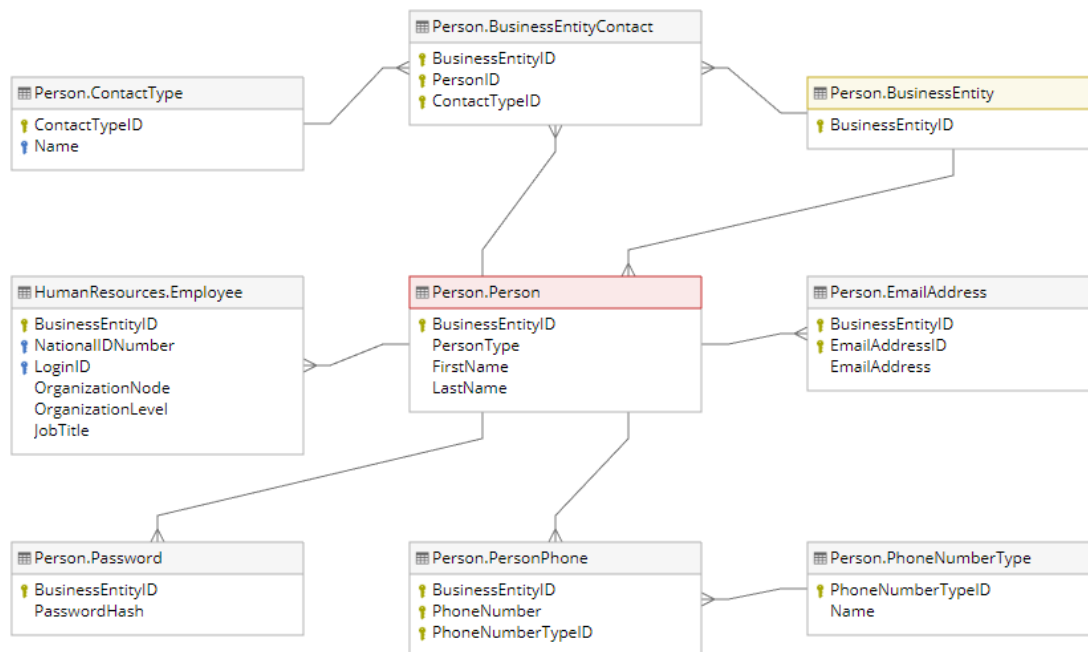 Person.BusinessEntityContact
BusinessEntityID
PersonID
ContactTypeID
Person.ContactType
ContactTypeID
Name
Person.BusinessEntity
BusinessEntityID
HumanResources.Employee
BusinessEntityID
NationalIDNumber
LoginID
OrganizationNode
OrganizationLevel
JobTitle
Person.Person
BusinessEntityID
PersonType
FirstName
LastName
Person.EmailAddress
BusinessEntityID
EmailAddressID
EmailAddress
Person.Password
BusinessEntityID
PasswordHash
Person.PersonPhone
BusinessEntityID
PhoneNumber
PhoneNumberTypeID
Person.PhoneNumberType
PhoneNumberTypeID
Name